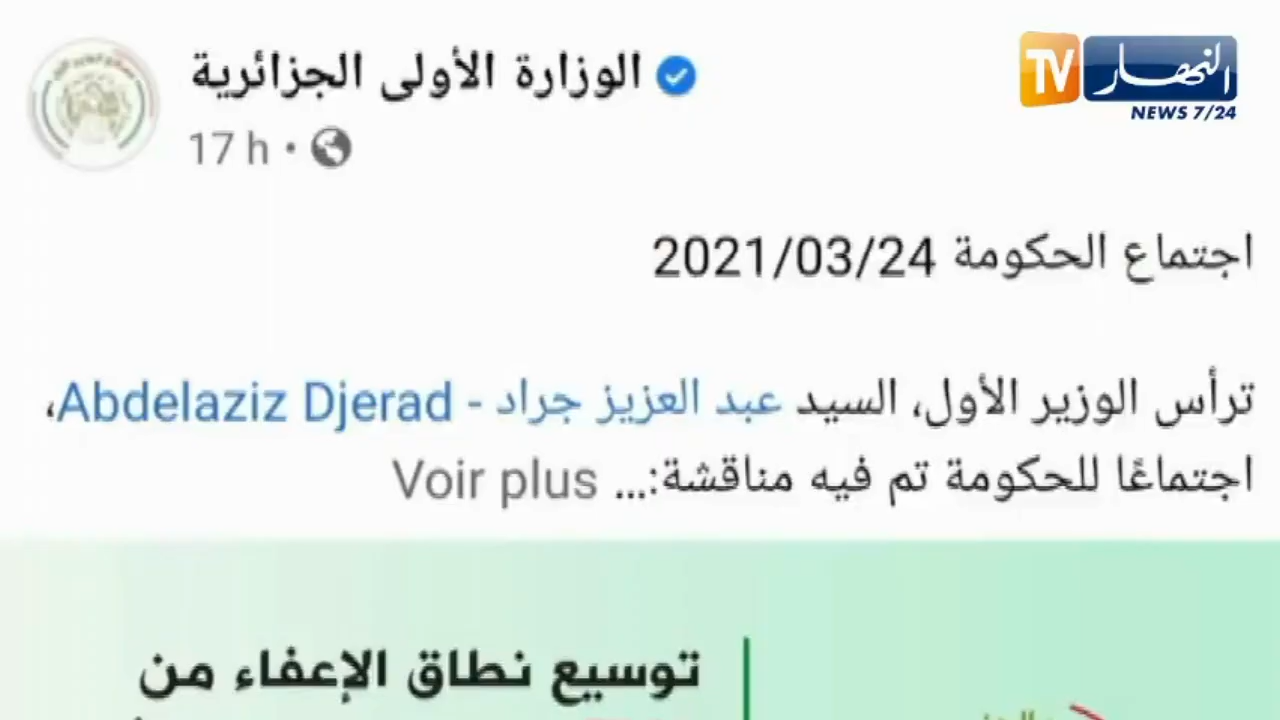 الوزارة الأولى الجزائرية
17 h
النهار TV
NEWS 7/24
اجتماع الحكومة 2021/03/24
ترأس الوزير الأول، السيد عبد العزيز جراد - Abdelaziz Djerad،
اجتماعًا للحكومة تم فيه مناقشة:... Voir plus
توسيع نطاق الإعفاء من